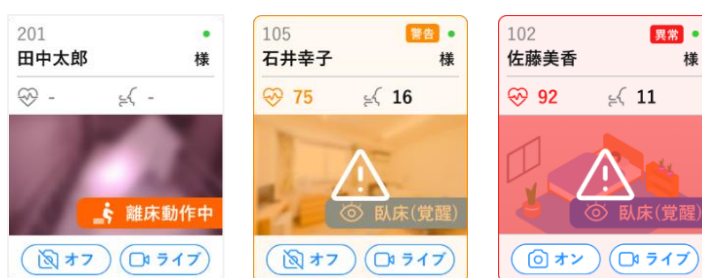 201
田中太郎 様
- -
離床動作中
オフ ライブ
105 警告
石井幸子 様
75 16
臥床(覚醒)
オフ ライブ
102 異常
佐藤美香 様
92 11
臥床(覚醒)
オン ライブ